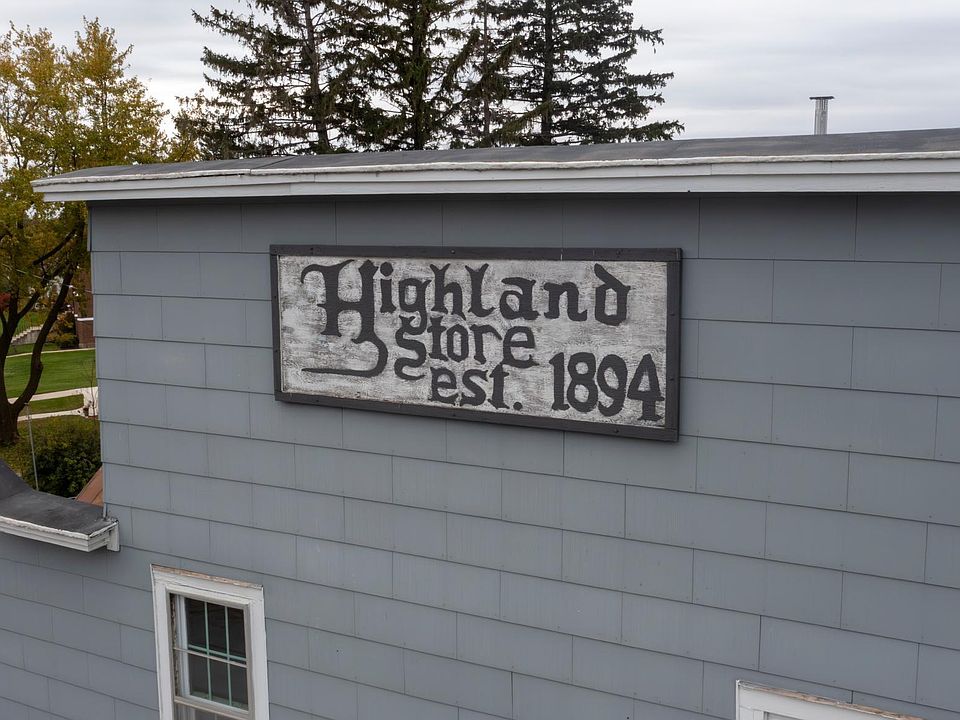 Highland
Store
est. 1894